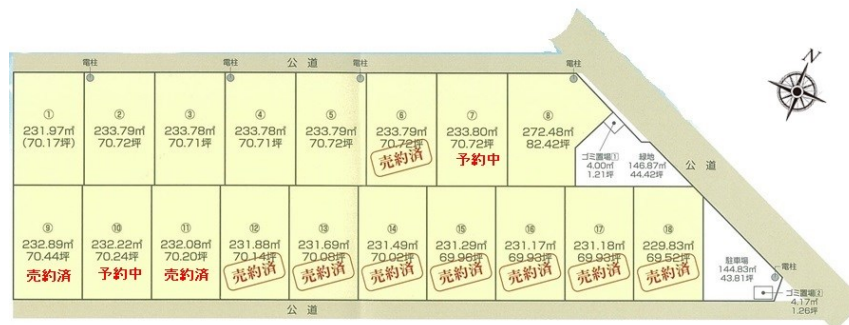 電柱
電柱
公道
電柱
電柱
N
①
231.97㎡
(70.17坪)
②
233.79㎡
70.72坪
③
233.78㎡
70.71坪
④
233.78㎡
70.71坪
⑤
233.79㎡
70.72坪
⑥
233.79㎡
70.72坪
売約済
⑦
233.80㎡
70.72坪
予約中
⑧
272.48㎡
82.42坪
ゴミ置場①
4.00㎡
1.21坪
緑地
146.87㎡
44.42坪
公道
⑨
232.89㎡
70.44坪
売約済
⑩
232.22㎡
70.24坪
予約中
⑪
232.08㎡
70.20坪
売約済
⑫
231.88㎡
70.14坪
売約済
⑬
231.69㎡
70.08坪
売約済
⑭
231.49㎡
70.02坪
売約済
⑮
231.29㎡
69.96坪
売約済
⑯
231.17㎡
69.93坪
売約済
⑰
231.18㎡
69.93坪
売約済
⑱
229.83㎡
69.52坪
売約済
駐車場
144.83㎡
43.81坪
電柱
ゴミ置場②
4.17㎡
1.26坪
公道